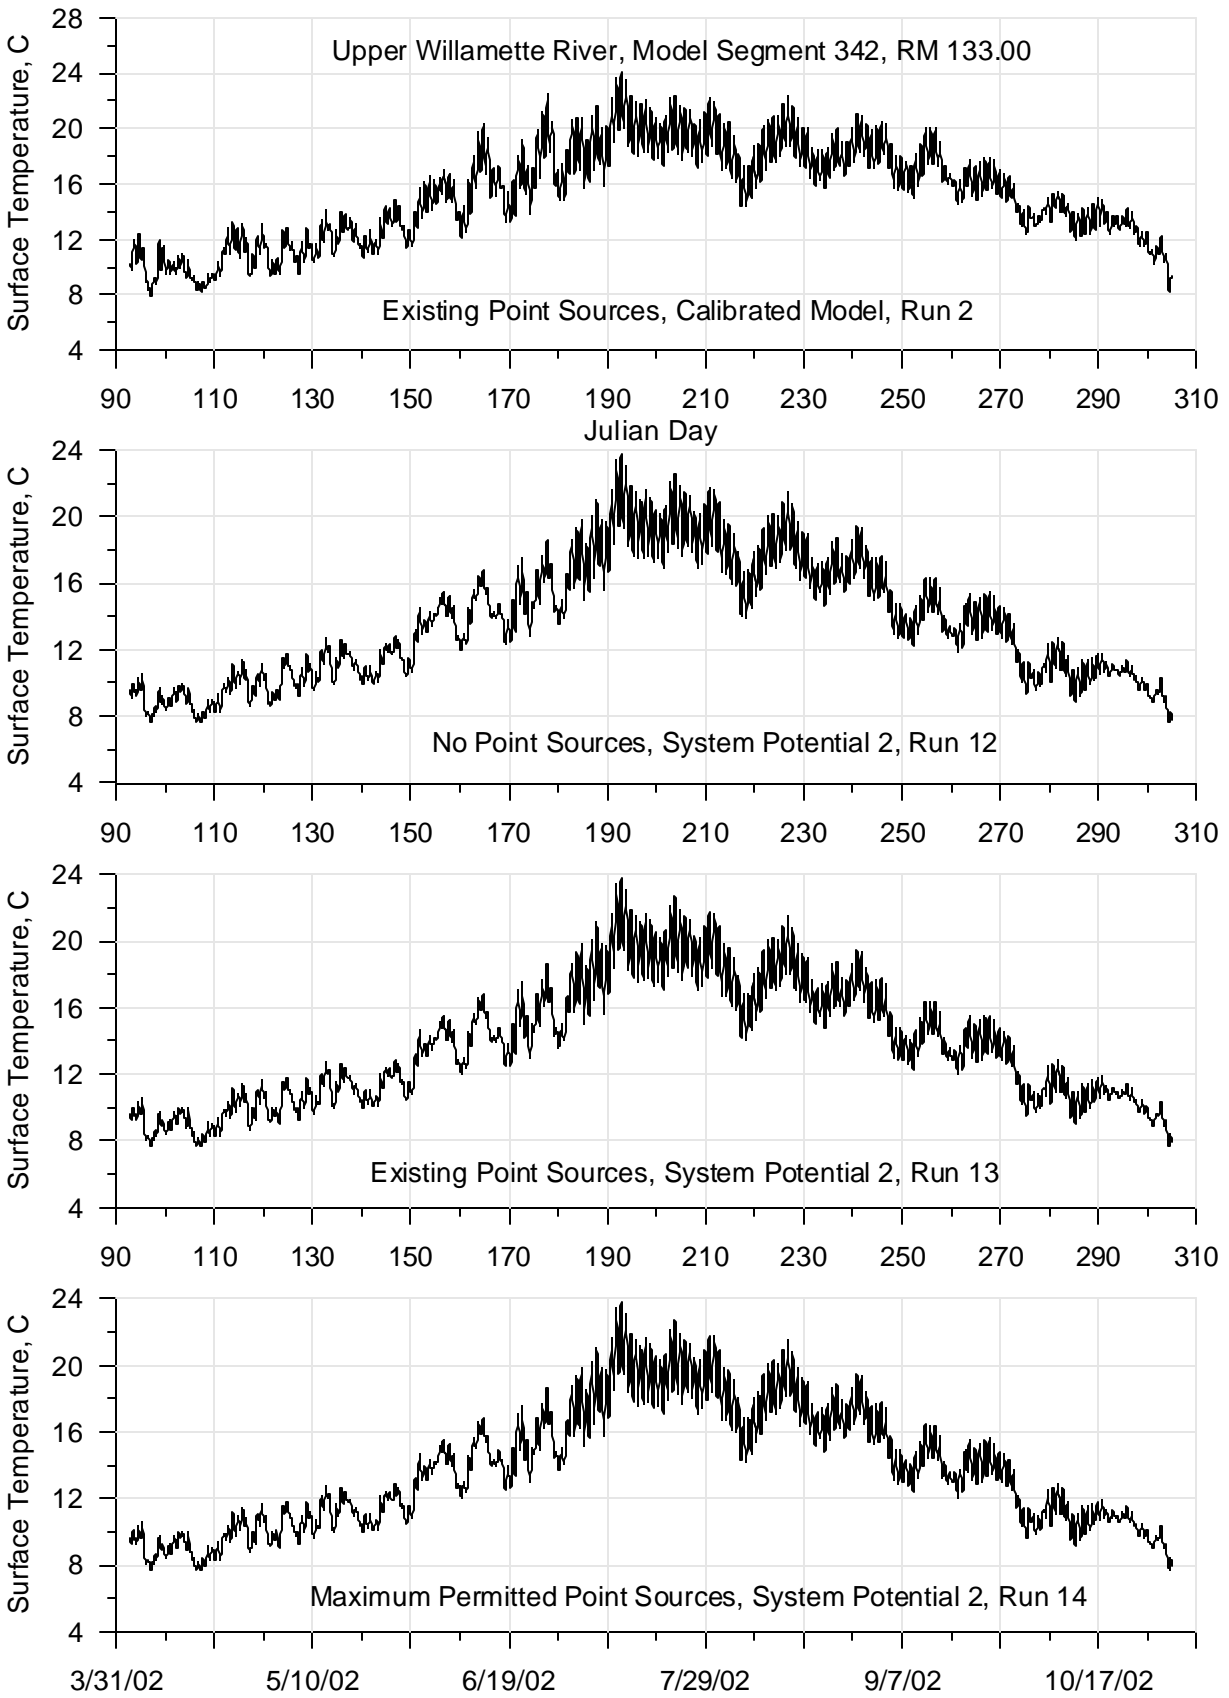 28
24
20
16
12
8
4
Surface Temperature, C
Upper Willamette River, Model Segment 342, RM 133.00
Existing Point Sources, Calibrated Model, Run 2
90 110 130 150 170 190 210 230 250 270 290 310
Julian Day
24
20
16
12
8
4
Surface Temperature, C
No Point Sources, System Potential 2, Run 12
90 110 130 150 170 190 210 230 250 270 290 310
24
20
16
12
8
4
Surface Temperature, C
Existing Point Sources, System Potential 2, Run 13
90 110 130 150 170 190 210 230 250 270 290 310
24
20
16
12
8
4
Surface Temperature, C
Maximum Permitted Point Sources, System Potential 2, Run 14
3/31/02 5/10/02 6/19/02 7/29/02 9/7/02 10/17/02